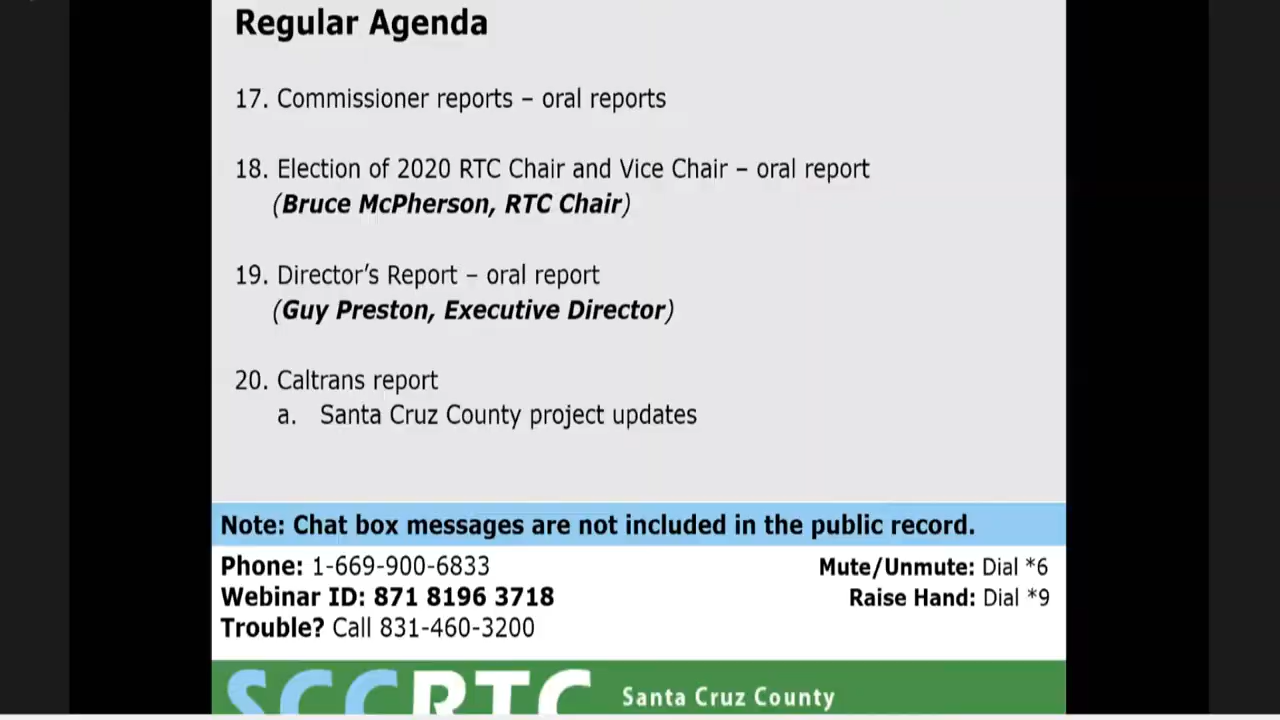 Regular Agenda
17. Commissioner reports – oral reports
18. Election of 2020 RTC Chair and Vice Chair – oral report
(Bruce McPherson, RTC Chair)
19. Director's Report – oral report
(Guy Preston, Executive Director)
20. Caltrans report
a. Santa Cruz County project updates
Note: Chat box messages are not included in the public record.
Phone: 1-669-900-6833
Mute/Unmute: Dial *6
Webinar ID: 871 8196 3718
Raise Hand: Dial *9
Trouble? Call 831-460-3200
SCCRTC Santa Cruz County